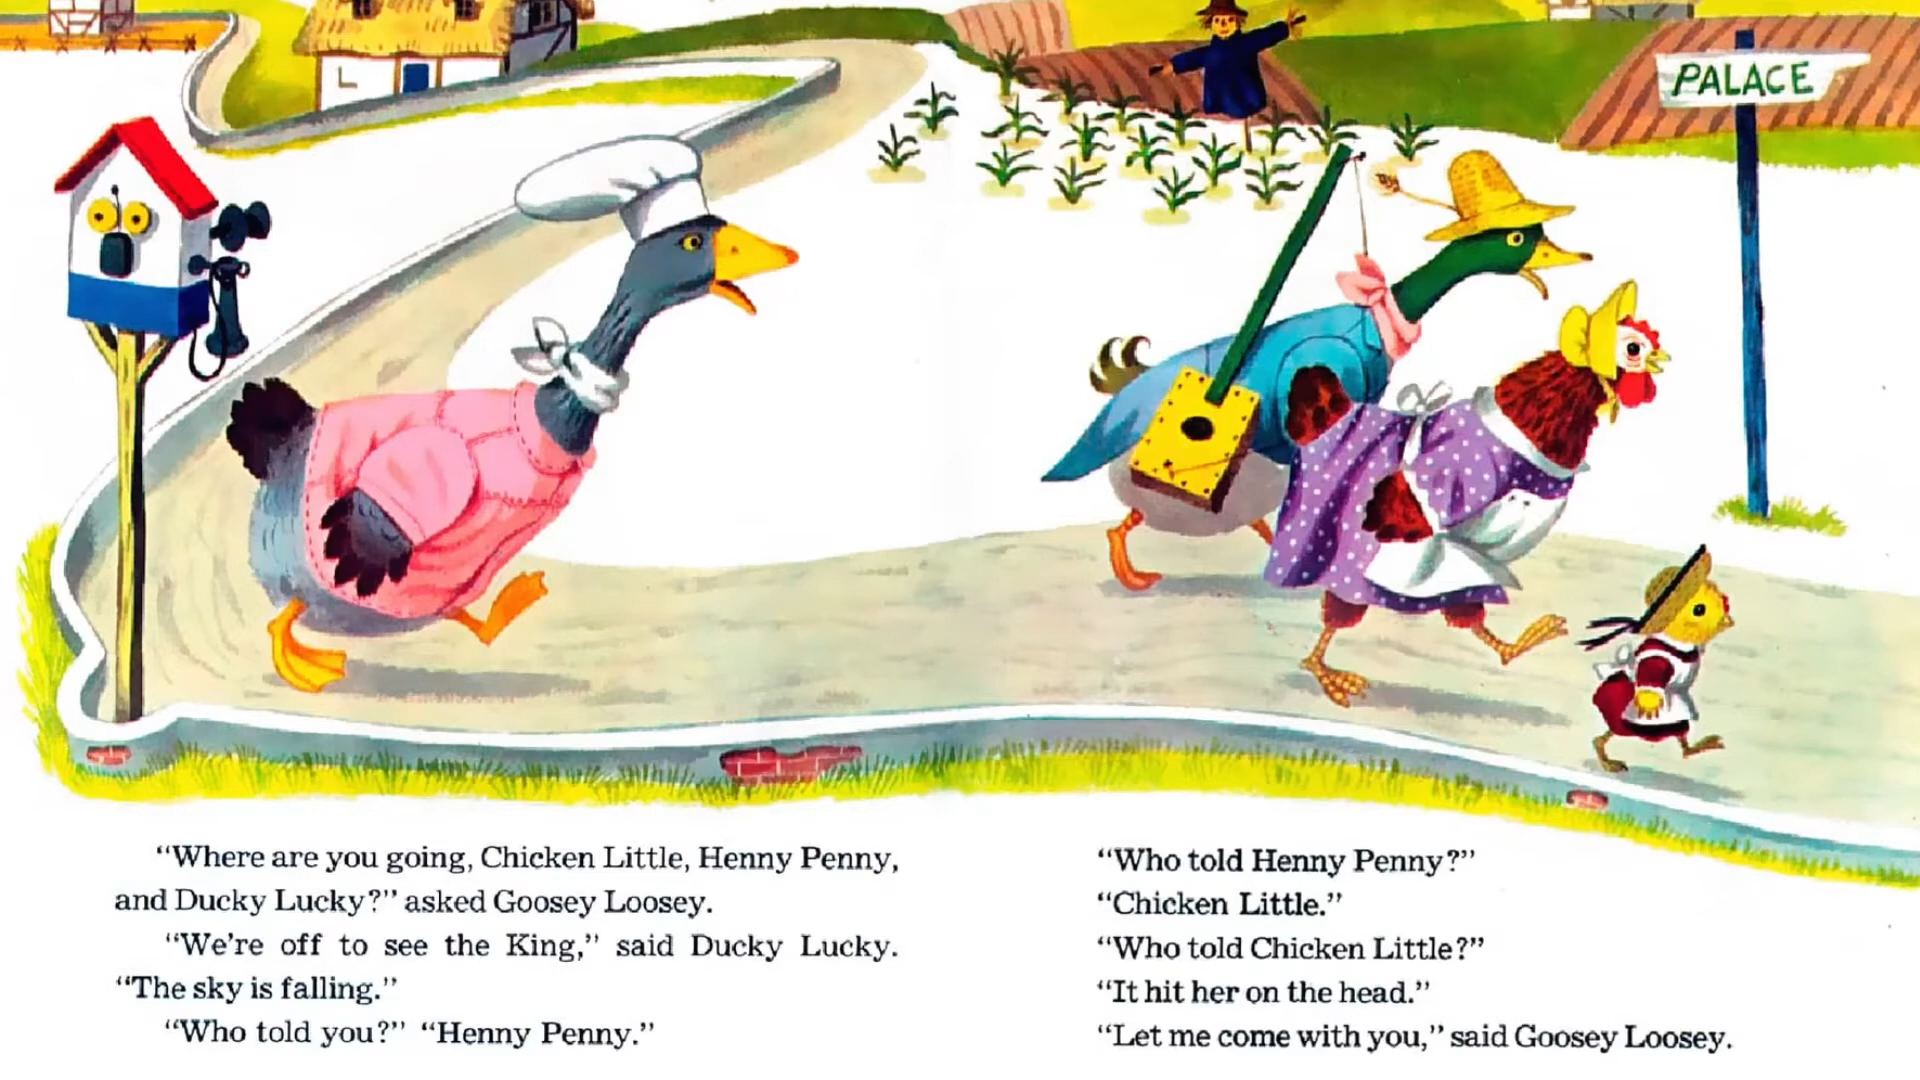 PALACE
“Where are you going, Chicken Little, Henny Penny,
and Ducky Lucky?” asked Goosey Loosey.
“We’re off to see the King,” said Ducky Lucky.
“The sky is falling.”
“Who told you?” “Henny Penny.”
“Who told Henny Penny?”
“Chicken Little.”
“Who told Chicken Little?”
“It hit her on the head.”
“Let me come with you,” said Goosey Loosey.